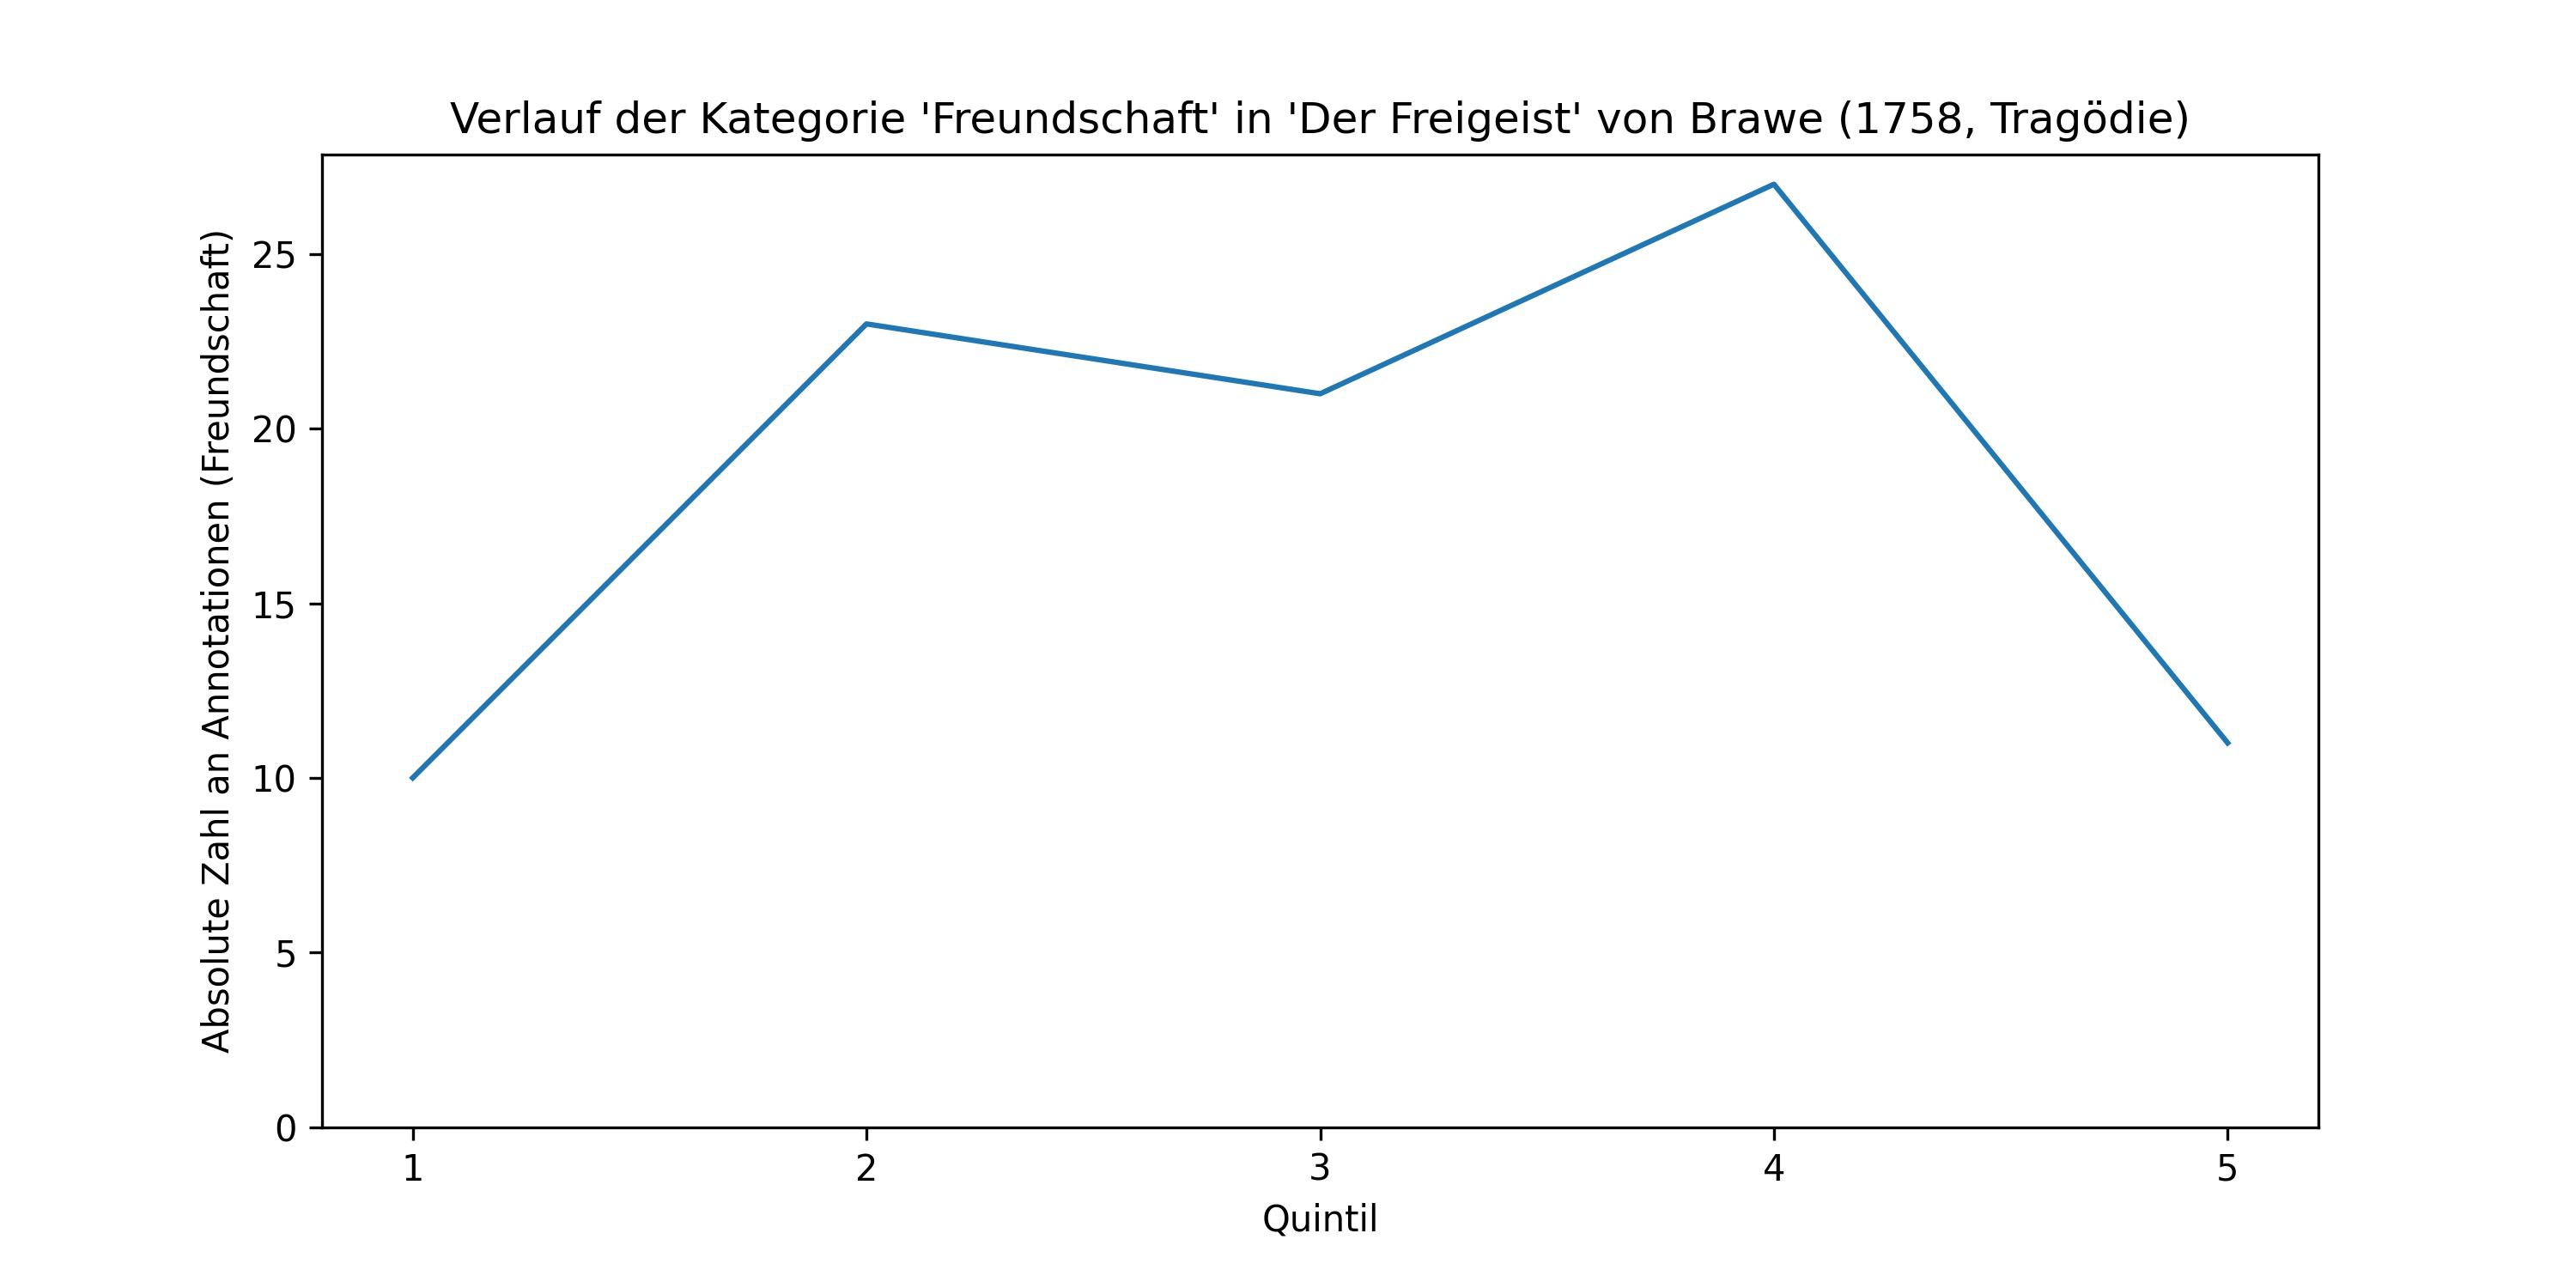 Verlauf der Kategorie 'Freundschaft' in 'Der Freigeist' von Brawe (1758, Tragödie)
Absolute Zahl an Annotationen (Freundschaft)
25
20
15
10
5
0
1 2 3 4 5
Quintil